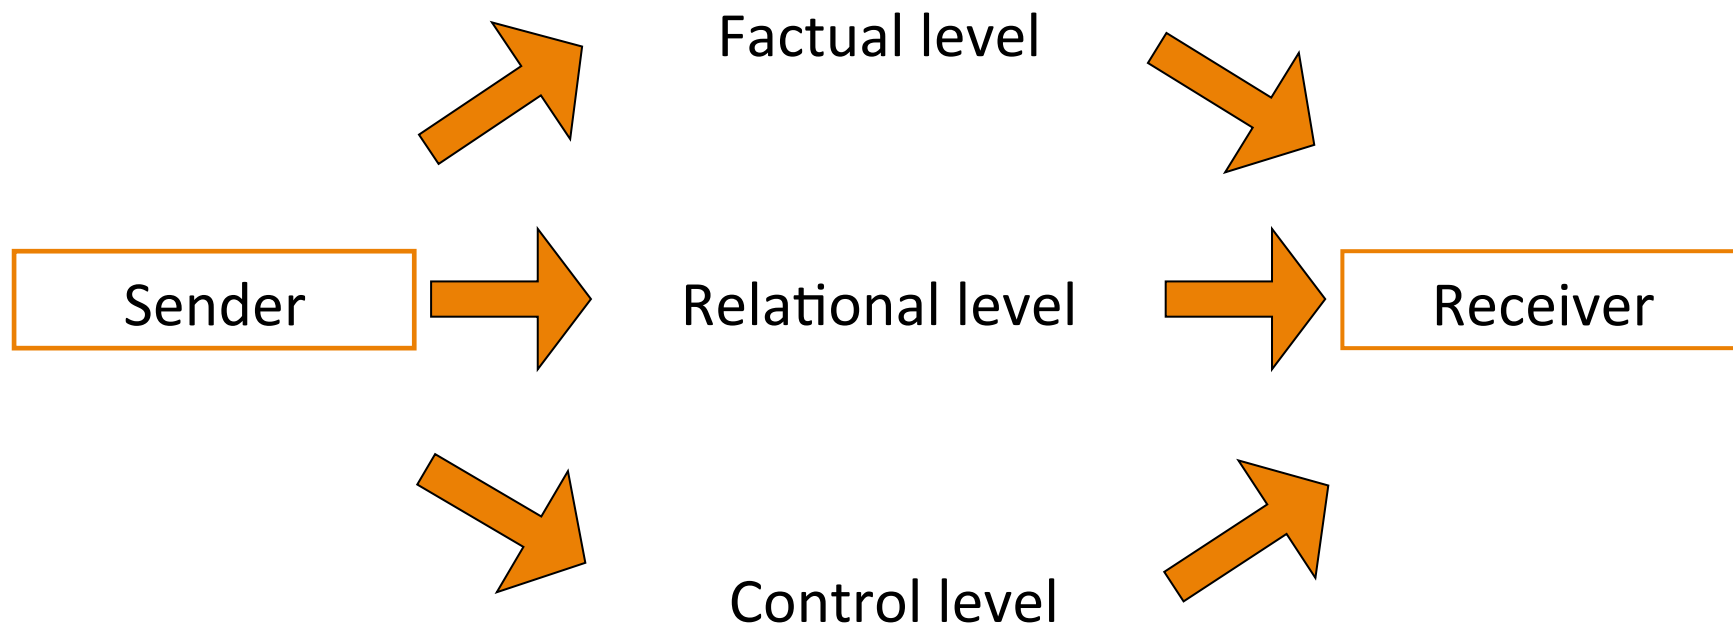 Factual level
Sender
Relational level
Receiver
Control level